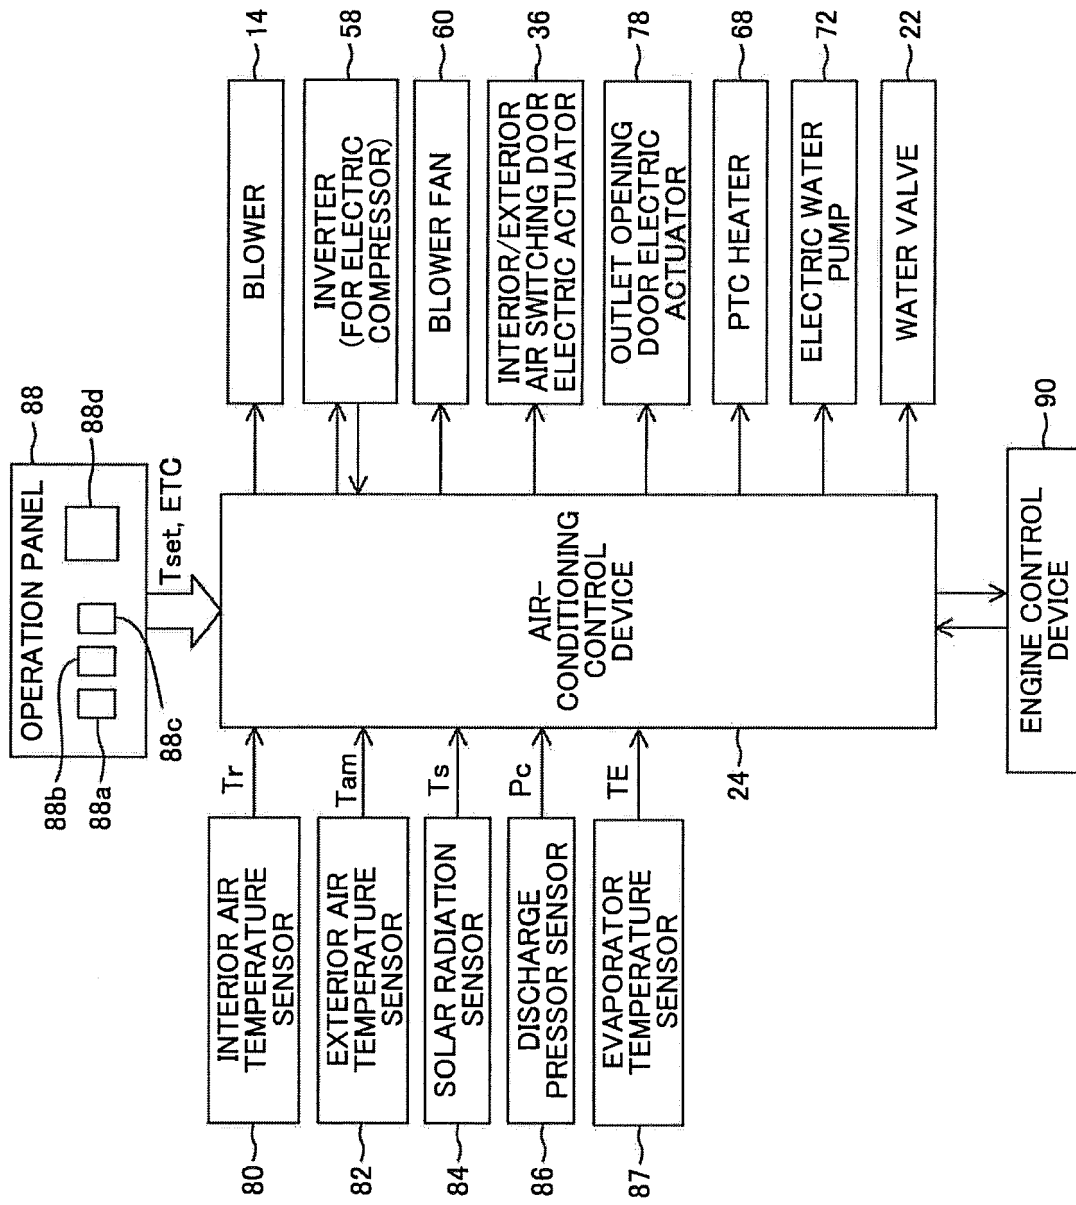 OPERATION PANEL
88
88d
88b
88a
88c
Tset, ETC
INTERIOR AIR
TEMPERATURE
SENSOR
80
Tr
EXTERIOR AIR
TEMPERATURE
SENSOR
82
Tam
SOLAR RADIATION
SENSOR
84
Ts
DISCHARGE
PRESSOR SENSOR
86
Pc
EVAPORATOR
TEMPERATURE
SENSOR
87
TE
AIR-
CONDITIONING
CONTROL
DEVICE
24
BLOWER
14
INVERTER
(FOR ELECTRIC
COMPRESSOR)
58
BLOWER FAN
60
INTERIOR/EXTERIOR
AIR SWITCHING DOOR
ELECTRIC ACTUATOR
36
OUTLET OPENING
DOOR ELECTRIC
ACTUATOR
78
PTC HEATER
68
ELECTRIC WATER
PUMP
72
WATER VALVE
22
ENGINE CONTROL
DEVICE
90